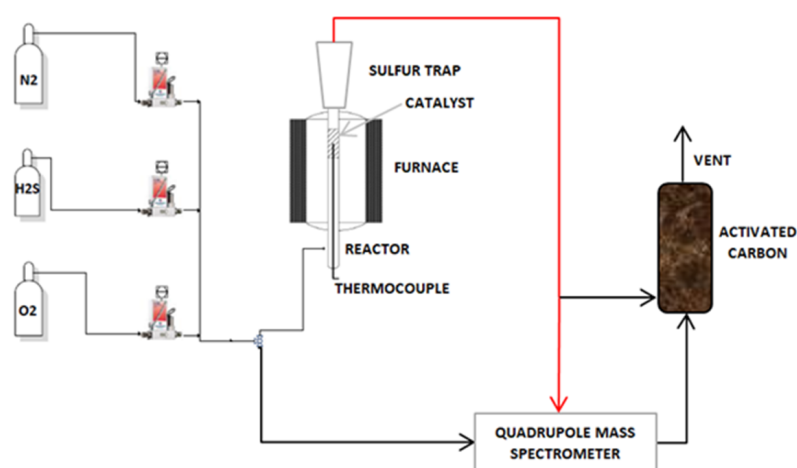 N2
H2S
O2
SULFUR TRAP
CATALYST
FURNACE
REACTOR
THERMOCOUPLE
VENT
ACTIVATED
CARBON
QUADRUPOLE MASS
SPECTROMETER